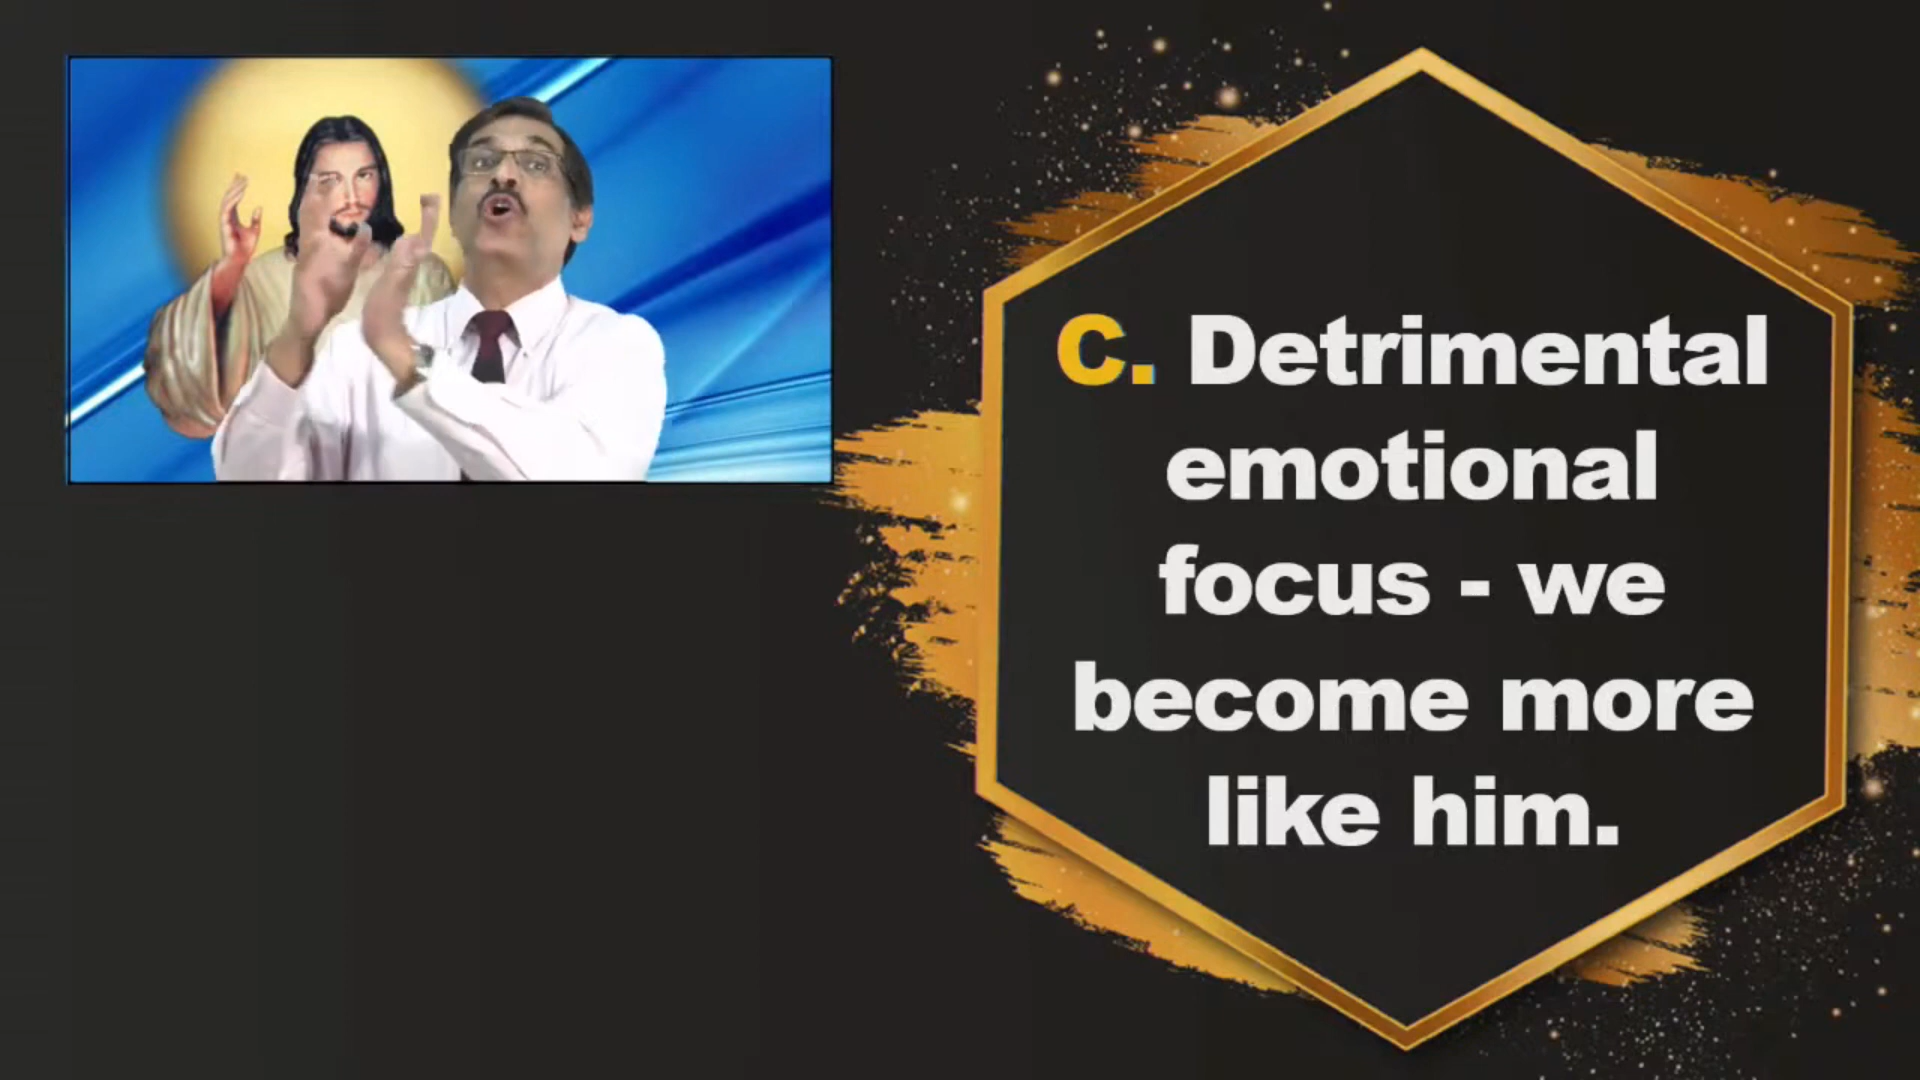 C. Detrimental
emotional
focus - we
become more
like him.